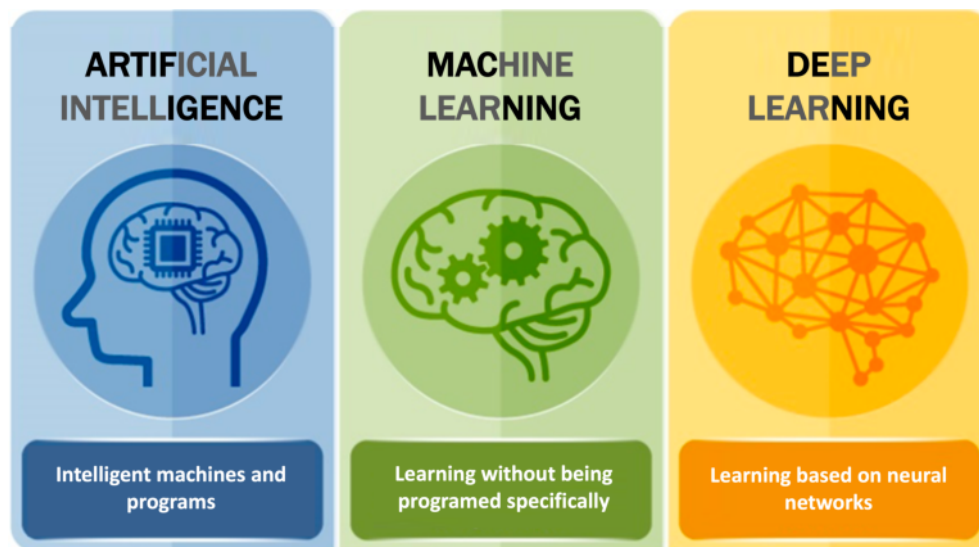 ARTIFICIAL
INTELLIGENCE
Intelligent machines and
programs
MACHINE
LEARNING
Learning without being
programed specifically
DEEP
LEARNING
Learning based on neural
networks